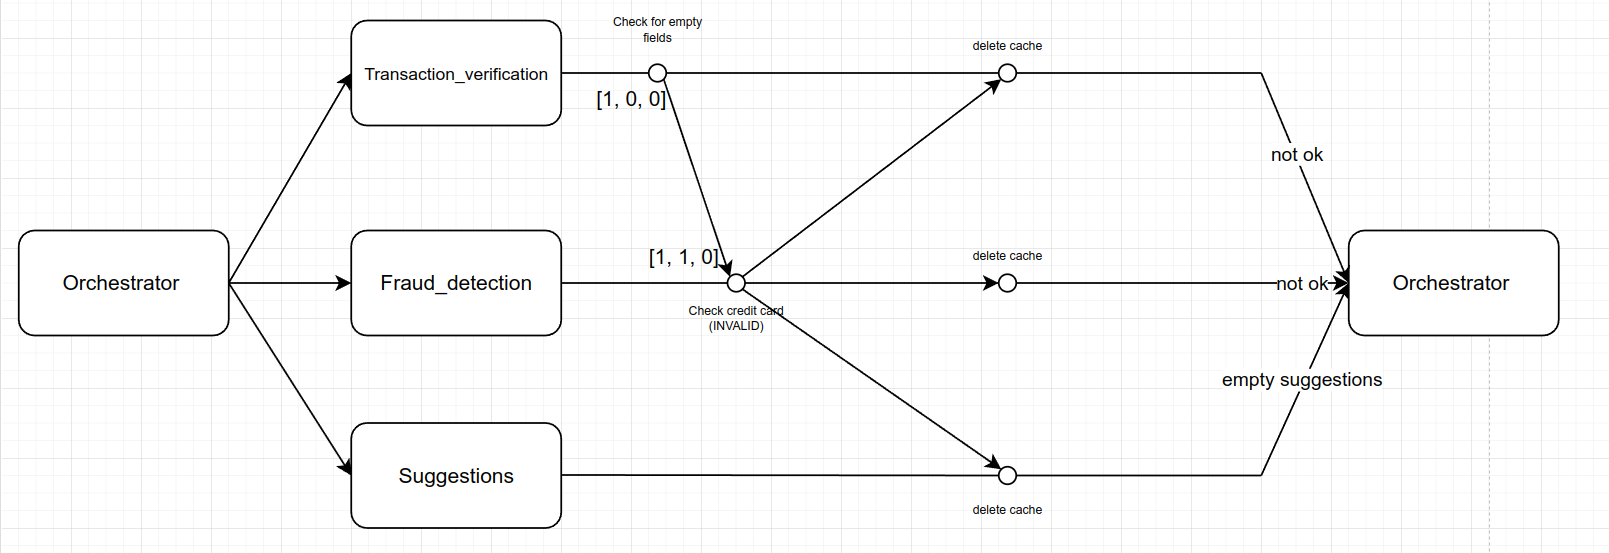 Check for empty
fields
delete cache
Transaction_verification
[1, 0, 0]
not ok
[1, 1, 0]
delete cache
Orchestrator
Fraud_detection
not ok
Orchestrator
Check credit card
(INVALID)
empty suggestions
Suggestions
delete cache